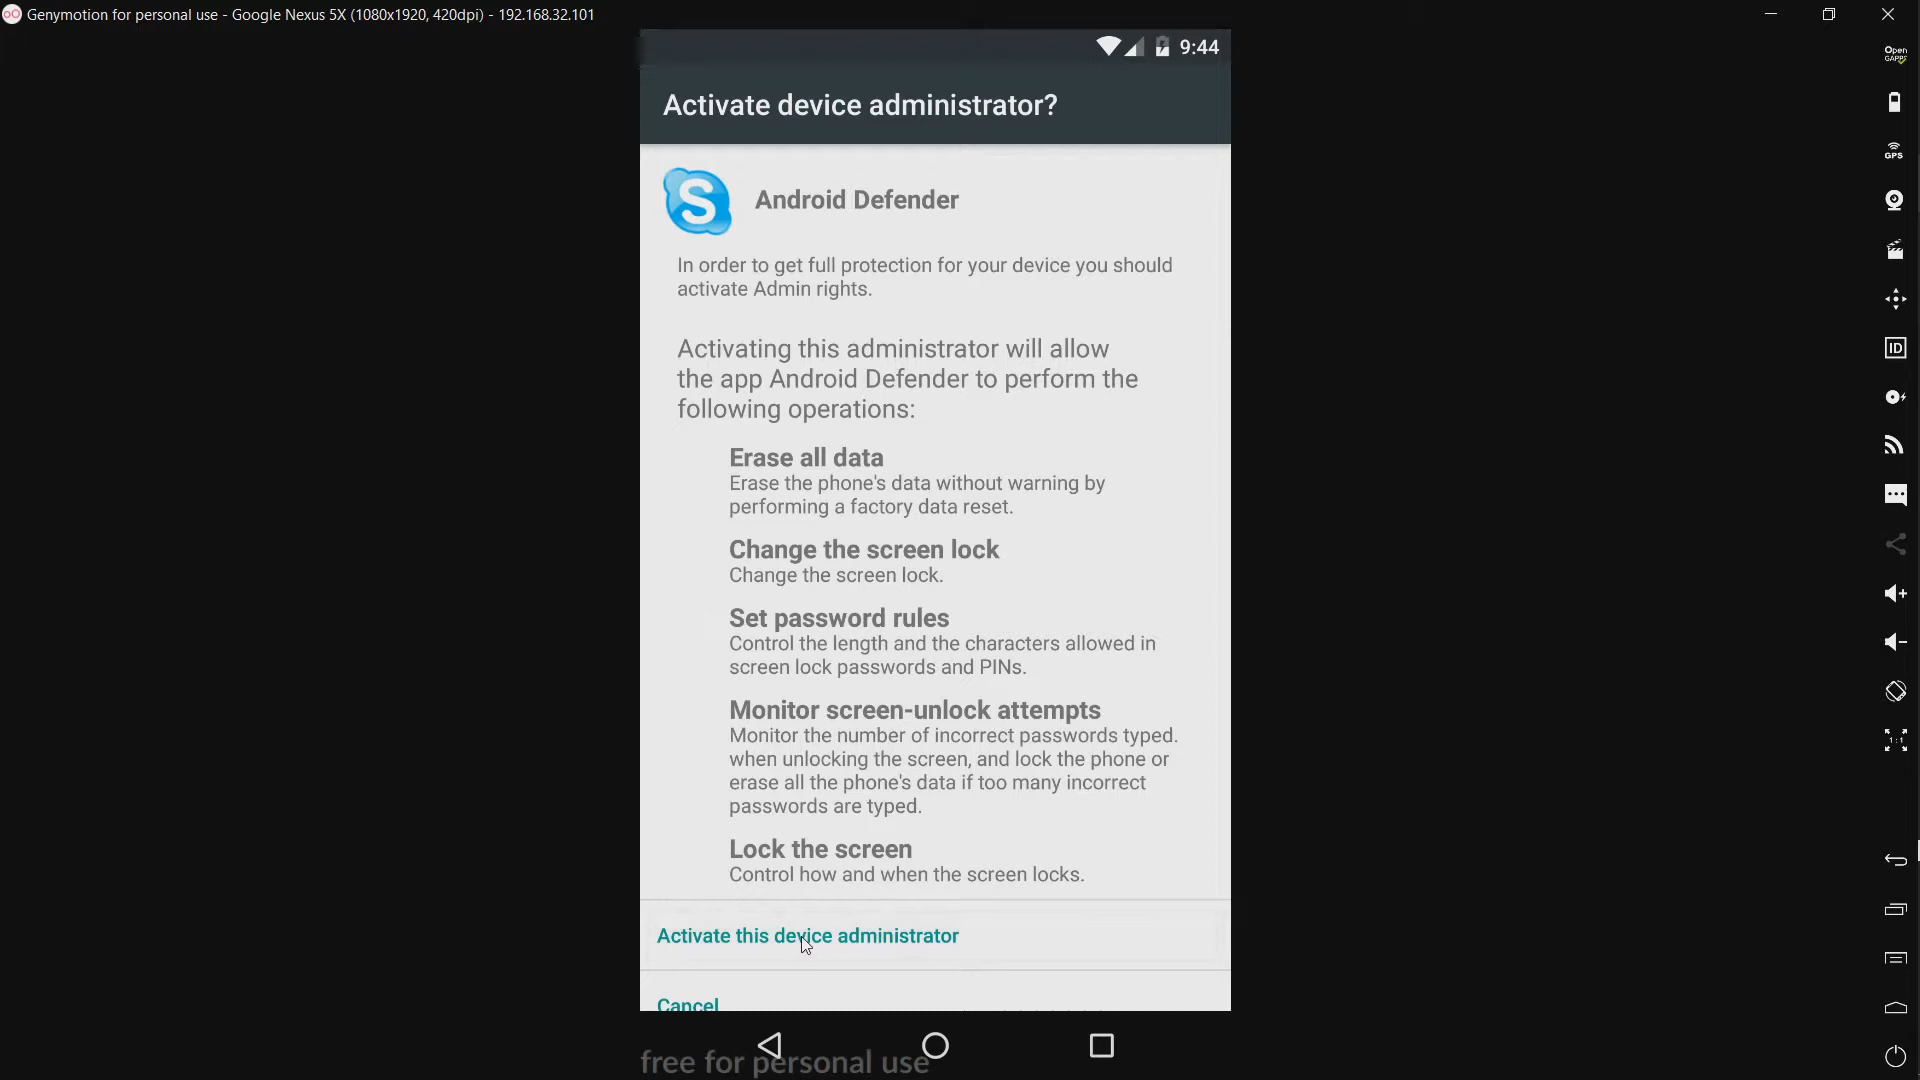 Genymotion for personal use - Google Nexus 5X (1080x1920, 420dpi) - 192.168.32.101
Open
GAPPS
9:44
Activate device administrator?
S
Android Defender
GPS
In order to get full protection for your device you should
activate Admin rights.
Activating this administrator will allow
the app Android Defender to perform the
following operations:
ID
Erase all data
Erase the phone's data without warning by
performing a factory data reset.
Change the screen lock
Change the screen lock.
Set password rules
Control the length and the characters allowed in
screen lock passwords and PINs.
Monitor screen-unlock attempts
Monitor the number of incorrect passwords typed.
when unlocking the screen, and lock the phone or
erase all the phone's data if too many incorrect
passwords are typed.
1:1
Lock the screen
Control how and when the screen locks.
Activate this device administrator
Cancel
free for personal use